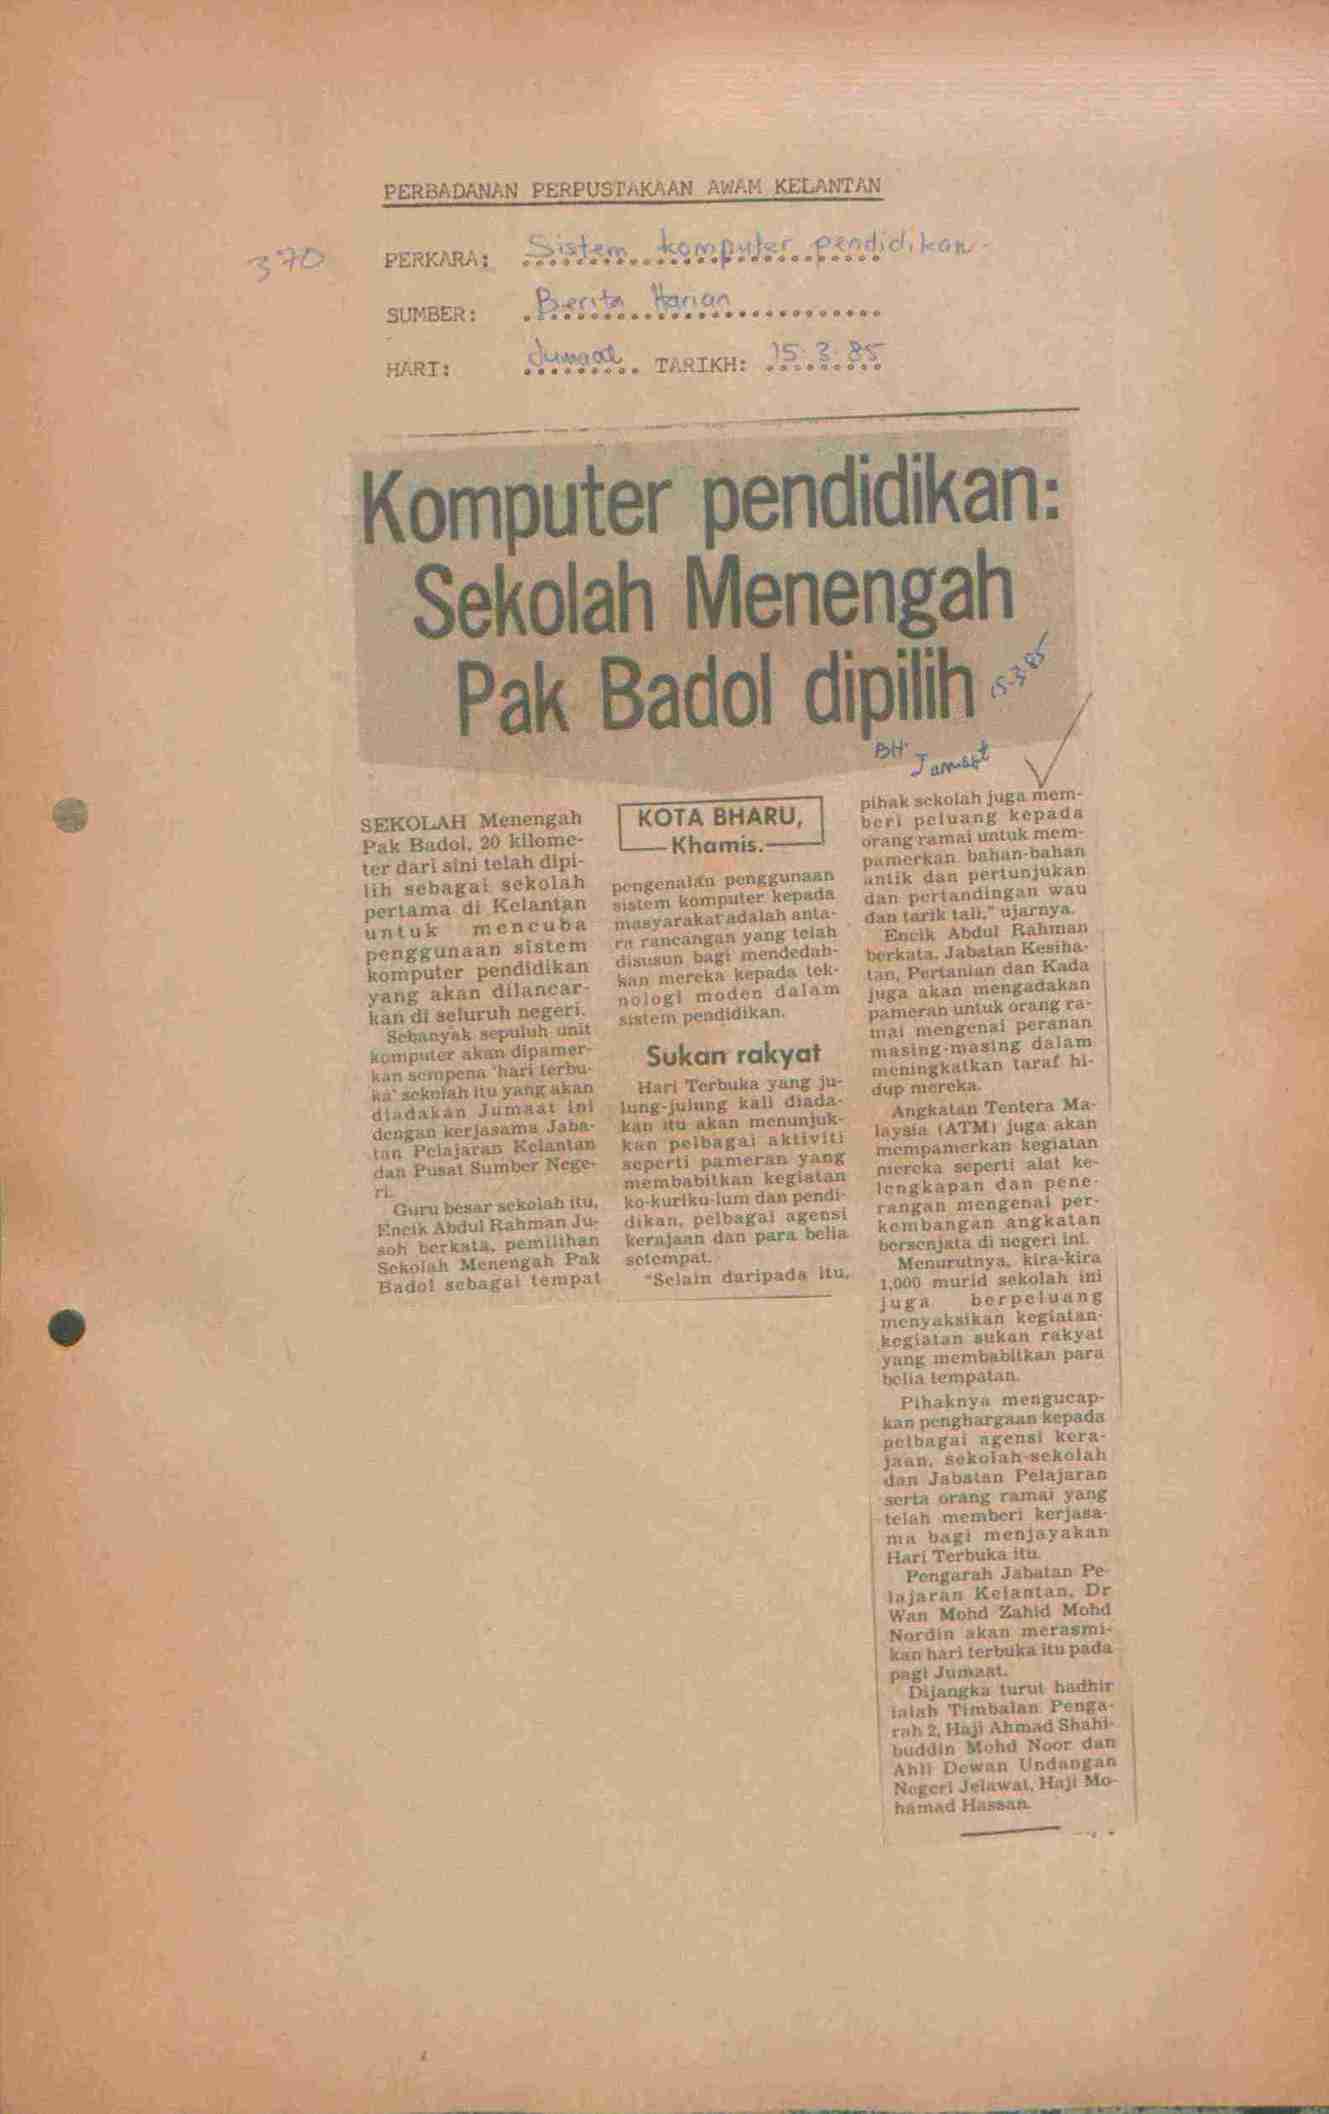 PERBADANAN PERPUSTAKAAN AWAM KELANTAN
370
PERKARA: Sistem komputer pendidikan
SUMBER: Berita Harian
HARI: Jumaat TARIKH: 15.3.85
Komputer pendidikan:
Sekolah Menengah
Pak Badol dipilih
15-3-85
BH. Jumaat
SEKOLAH Menengah
Pak Badol, 20 kilome-
ter dari sini telah dipi-
lih sebagai sekolah
pertama di Kelantan
untuk mencuba
penggunaan sistem
komputer pendidikan
yang akan dilancar-
kan di seluruh negeri.
Sebanyak sepuluh unit
komputer akan dipamer-
kan sempena 'hari terbu-
ka' sekolah itu yang akan
diadakan Jumaat ini
dengan kerjasama Jaba-
tan Pelajaran Kelantan
dan Pusat Sumber Nege-
ri.
Guru besar sekolah itu,
Encik Abdul Rahman Ju-
soh berkata, pemilihan
Sekolah Menengah Pak
Badol sebagai tempat
KOTA BHARU,
Khamis.
pengenalan penggunaan
sistem komputer kepada
masyarakat adalah anta-
ra rancangan yang telah
disusun bagi mendedah-
kan mereka kepada tek-
nologi moden dalam
sistem pendidikan.
Sukan rakyat
Hari Terbuka yang ju-
lung-julung kali diada-
kan itu akan menunjuk-
kan pelbagai aktiviti
seperti pameran yang
membabitkan kegiatan
ko-kuriku-lum dan pendi-
dikan, pelbagai agensi
kerajaan dan para belia
setempat.
"Selain daripada itu,
pihak sekolah juga mem-
beri peluang kepada
orang ramai untuk mem-
pamerkan bahan-bahan
antik dan pertunjukan
dan pertandingan wau
dan tarik tali," ujarnya.
Encik Abdul Rahman
berkata, Jabatan Kesiha-
tan, Pertanian dan Kada
juga akan mengadakan
pameran untuk orang ra-
mai mengenai peranan
masing-masing dalam
meningkatkan taraf hi-
dup mereka.
Angkatan Tentera Ma-
laysia (ATM) juga akan
mempamerkan kegiatan
mereka seperti alat ke-
lengkapan dan pene-
rangan mengenai per-
kembangan angkatan
bersenjata di negeri ini.
Menurutnya, kira-kira
1,000 murid sekolah ini
juga berpeluang
menyaksikan kegiatan-
kegiatan sukan rakyat
yang membabitkan para
belia tempatan.
Pihaknya mengucap-
kan penghargaan kepada
pelbagai agensi kera-
jaan, sekolah-sekolah
dan Jabatan Pelajaran
serta orang ramai yang
telah memberi kerjasa-
ma bagi menjayakan
Hari Terbuka itu.
Pengarah Jabatan Pe-
lajaran Kelantan, Dr
Wan Mohd Zahid Mohd
Nordin akan merasmi-
kan hari terbuka itu pada
pagi Jumaat.
Dijangka turut hadhir
ialah Timbalan Penga-
rah 2, Haji Ahmad Shahi-
buddin Mohd Noor dan
Ahli Dewan Undangan
Negeri Jelawat, Haji Mo-
hamad Hassan.